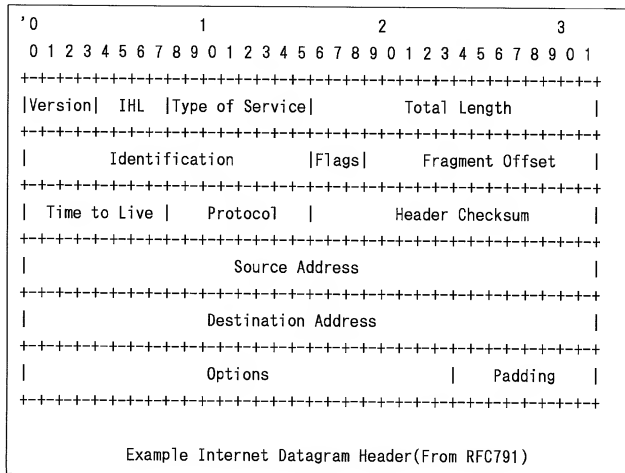 '0                   1                   2                   3
 0 1 2 3 4 5 6 7 8 9 0 1 2 3 4 5 6 7 8 9 0 1 2 3 4 5 6 7 8 9 0 1
+-+-+-+-+-+-+-+-+-+-+-+-+-+-+-+-+-+-+-+-+-+-+-+-+-+-+-+-+-+-+-+-+
|Version|  IHL  |Type of Service|          Total Length         |
+-+-+-+-+-+-+-+-+-+-+-+-+-+-+-+-+-+-+-+-+-+-+-+-+-+-+-+-+-+-+-+-+
|         Identification        |Flags|      Fragment Offset    |
+-+-+-+-+-+-+-+-+-+-+-+-+-+-+-+-+-+-+-+-+-+-+-+-+-+-+-+-+-+-+-+-+
|  Time to Live |    Protocol   |         Header Checksum       |
+-+-+-+-+-+-+-+-+-+-+-+-+-+-+-+-+-+-+-+-+-+-+-+-+-+-+-+-+-+-+-+-+
|                       Source Address                          |
+-+-+-+-+-+-+-+-+-+-+-+-+-+-+-+-+-+-+-+-+-+-+-+-+-+-+-+-+-+-+-+-+
|                    Destination Address                        |
+-+-+-+-+-+-+-+-+-+-+-+-+-+-+-+-+-+-+-+-+-+-+-+-+-+-+-+-+-+-+-+-+
|                    Options                    |    Padding    |
+-+-+-+-+-+-+-+-+-+-+-+-+-+-+-+-+-+-+-+-+-+-+-+-+-+-+-+-+-+-+-+-+
Example Internet Datagram Header(From RFC791)